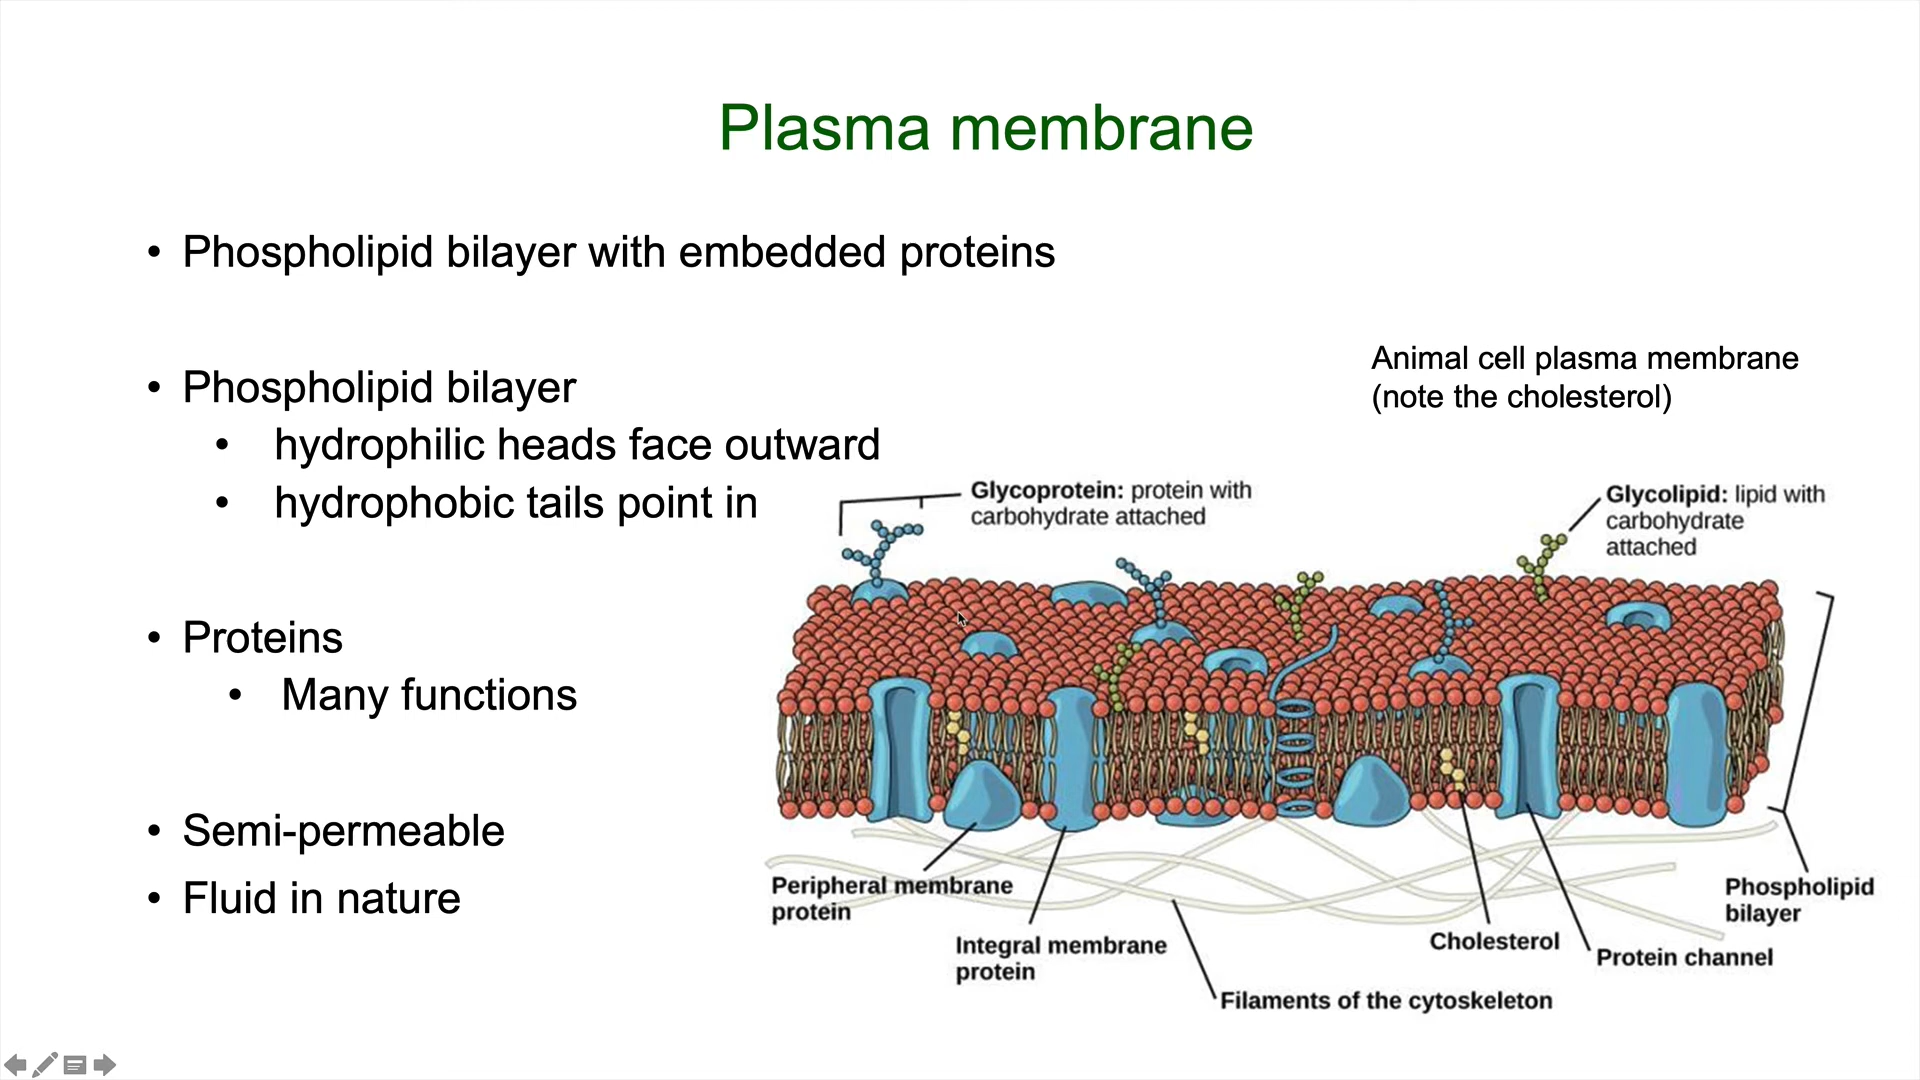 Plasma membrane
• Phospholipid bilayer with embedded proteins
• Phospholipid bilayer
• hydrophilic heads face outward
• hydrophobic tails point in
• Proteins
• Many functions
• Semi-permeable
• Fluid in nature
Animal cell plasma membrane
(note the cholesterol)
Glycoprotein: protein with
carbohydrate attached
Glycolipid: lipid with
carbohydrate
attached
Peripheral membrane
protein
Integral membrane
protein
Filaments of the cytoskeleton
Cholesterol
Protein channel
Phospholipid
bilayer